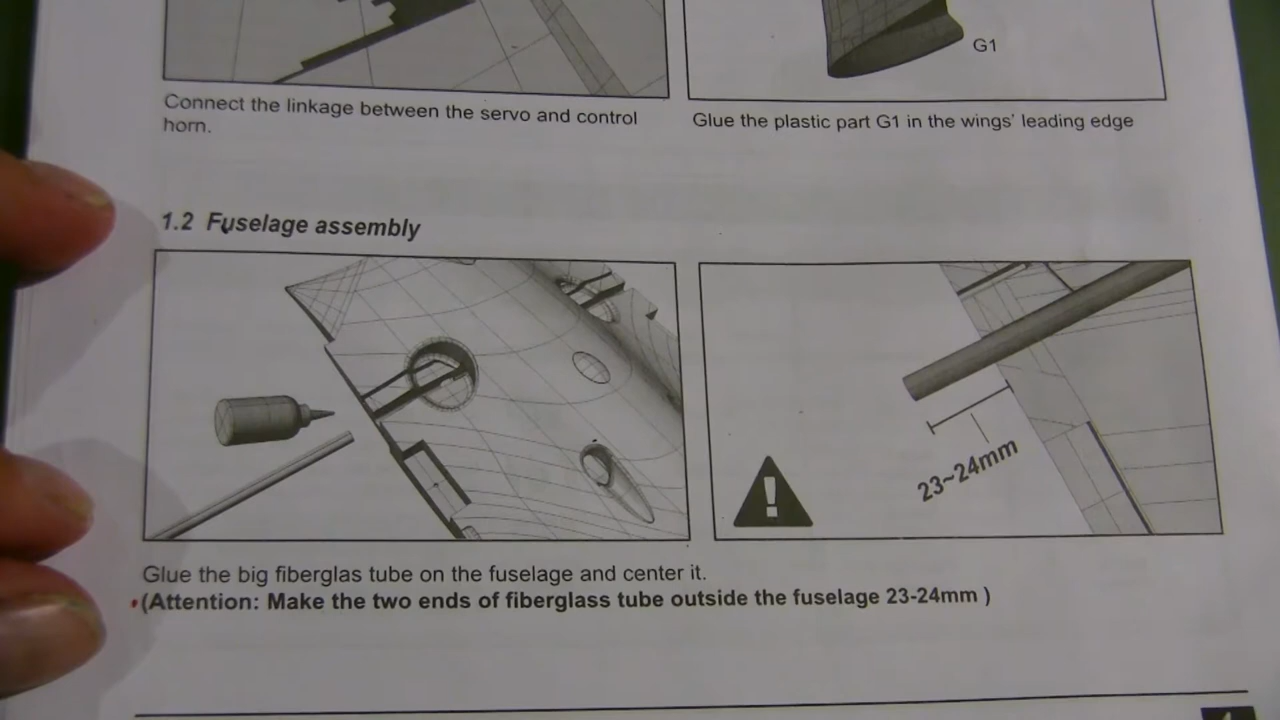 G1
Connect the linkage between the servo and control
horn.
Glue the plastic part G1 in the wings' leading edge
1.2 Fuselage assembly
23~24mm
Glue the big fiberglas tube on the fuselage and center it.
(Attention: Make the two ends of fiberglass tube outside the fuselage 23-24mm )